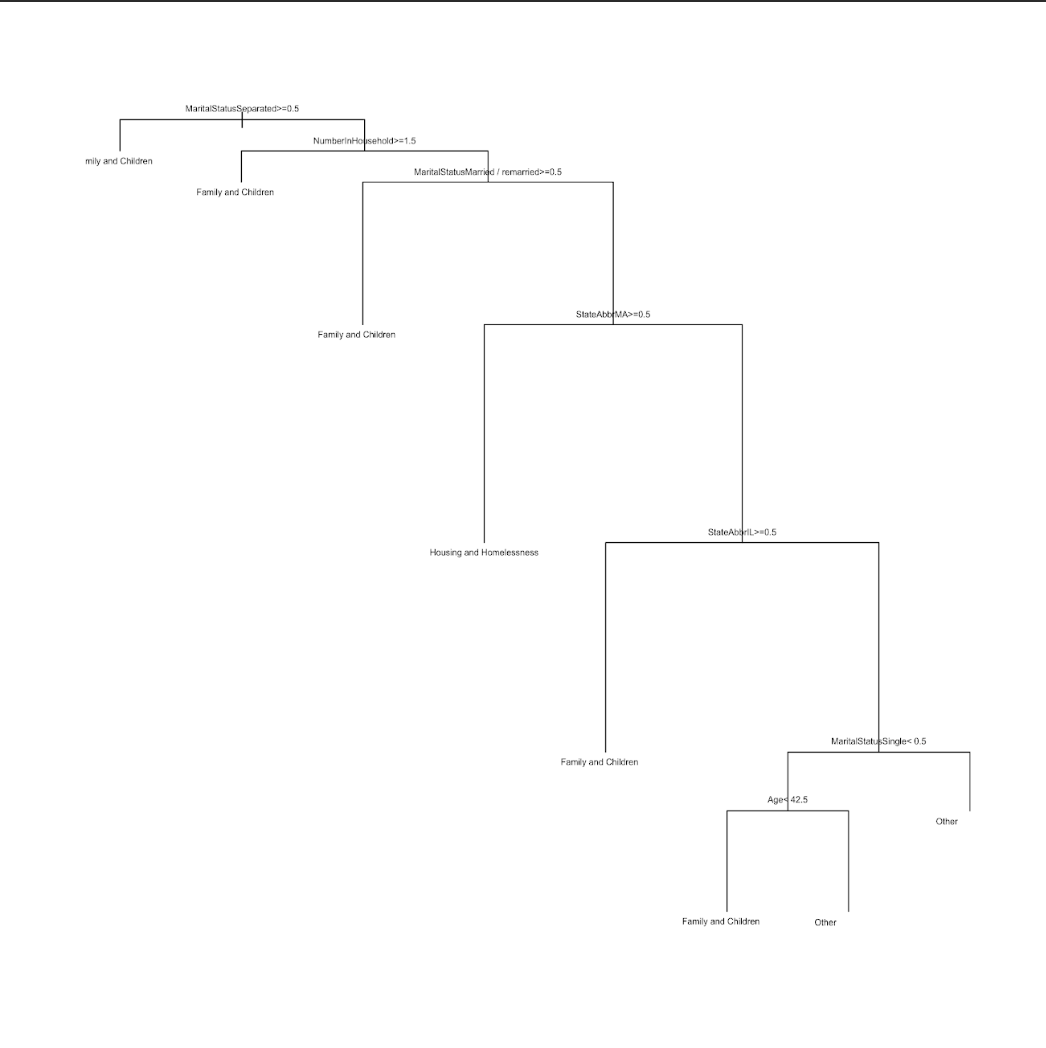 MaritalStatusSeparated>=0.5
NumberInHousehold>=1.5
mily and Children
MaritalStatusMarried / remarried>=0.5
Family and Children
StateAbbrMA>=0.5
Family and Children
StateAbbrIL>=0.5
Housing and Homelessness
MaritalStatusSingle< 0.5
Family and Children
Age< 42.5
Other
Family and Children
Other